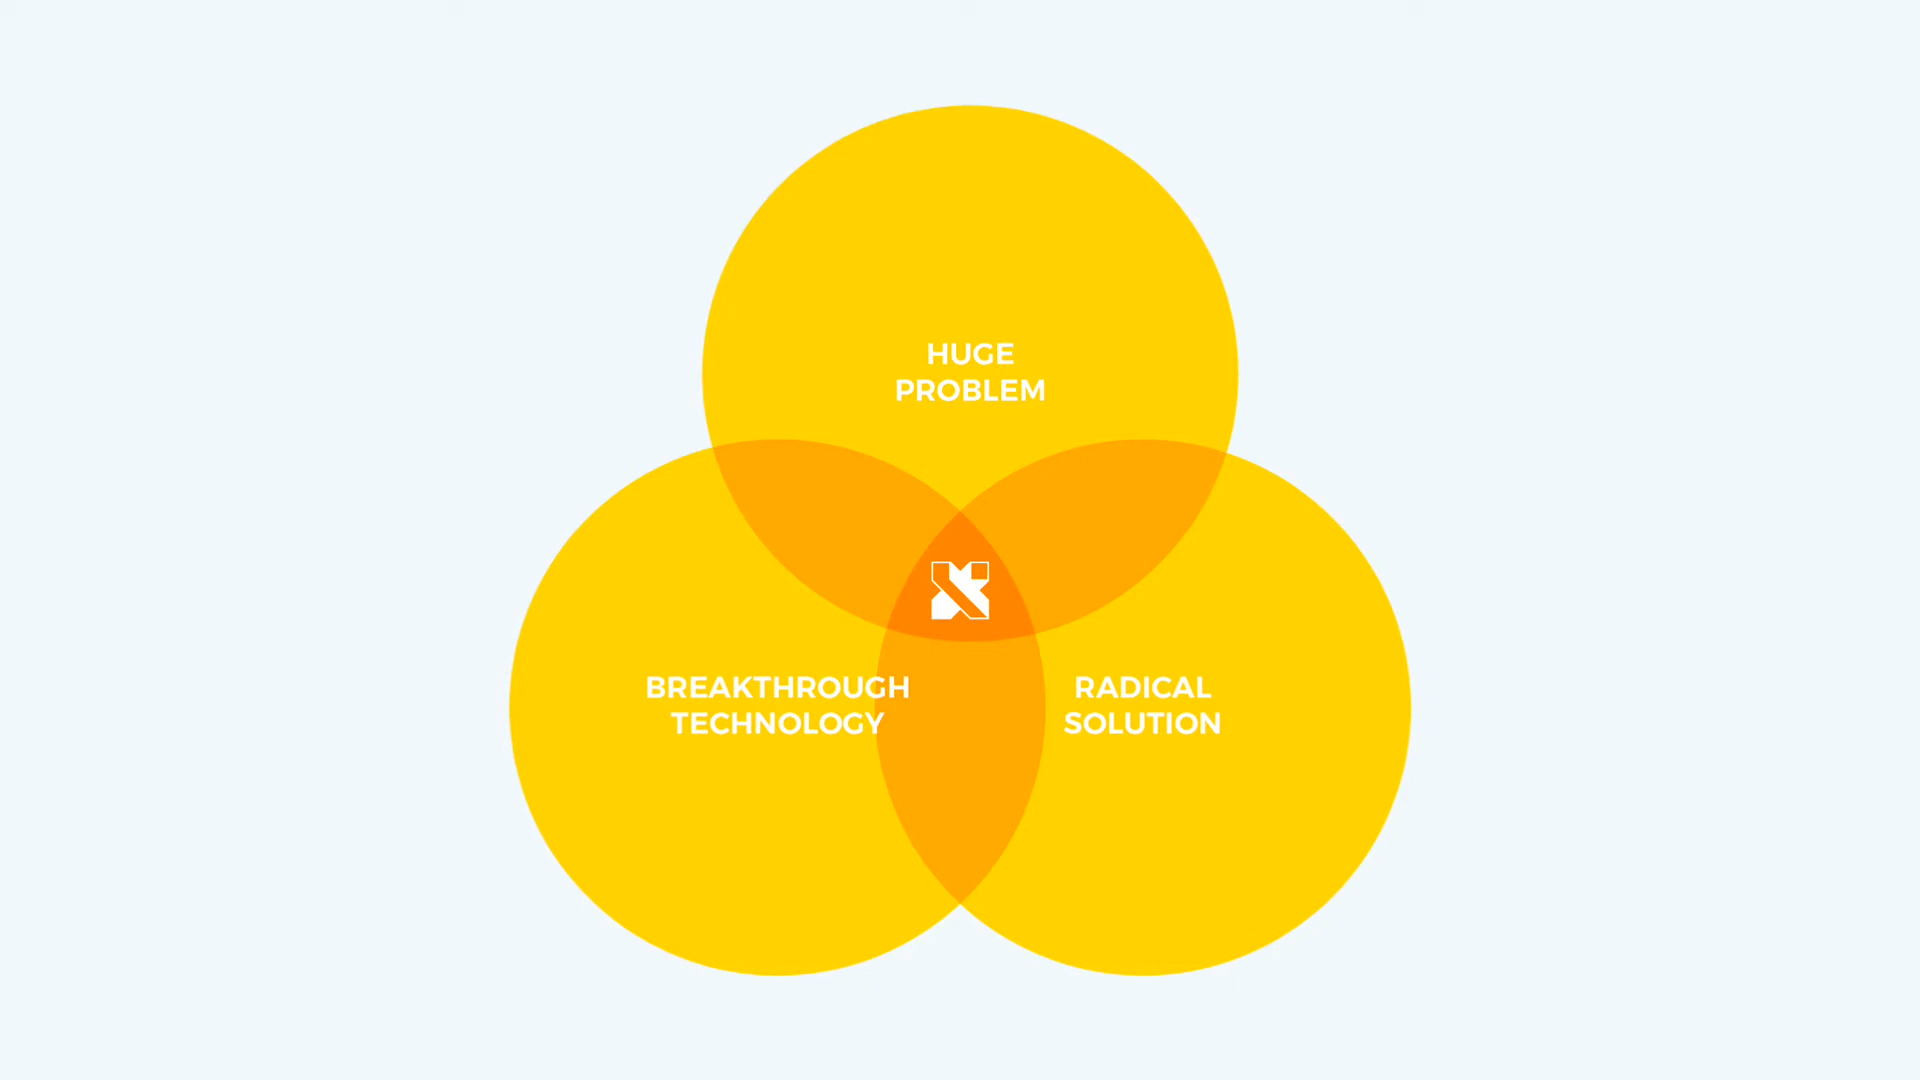 HUGE
PROBLEM
BREAKTHROUGH
TECHNOLOGY
RADICAL
SOLUTION